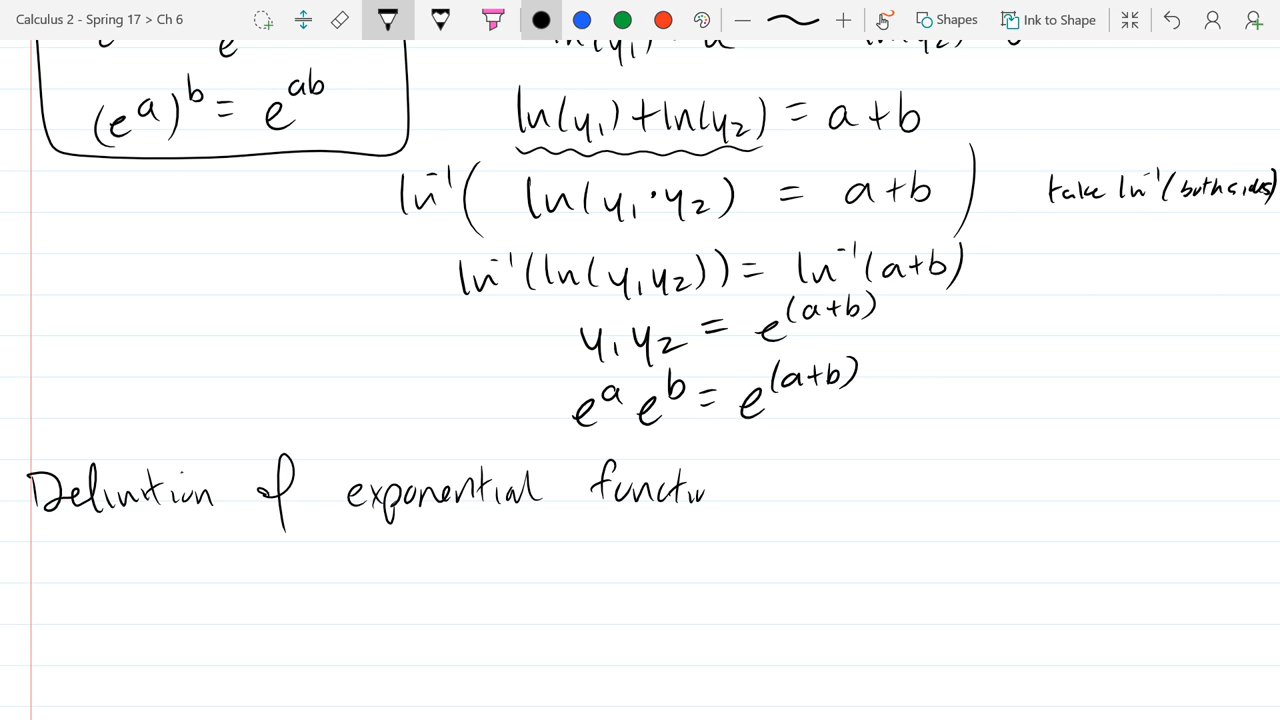 Calculus 2 - Spring 17 > Ch 6
Shapes
Ink to Shape
(e^a)^b = e^{ab}
ln(y₁)+ln(y₂) = a+b
ln⁻¹( ln(y₁·y₂) = a+b )
take ln⁻¹(both sides)
ln⁻¹(ln(y₁y₂)) = ln⁻¹(a+b)
y₁y₂ = e^{(a+b)}
e^a e^b = e^{(a+b)}
Definition of exponential functi